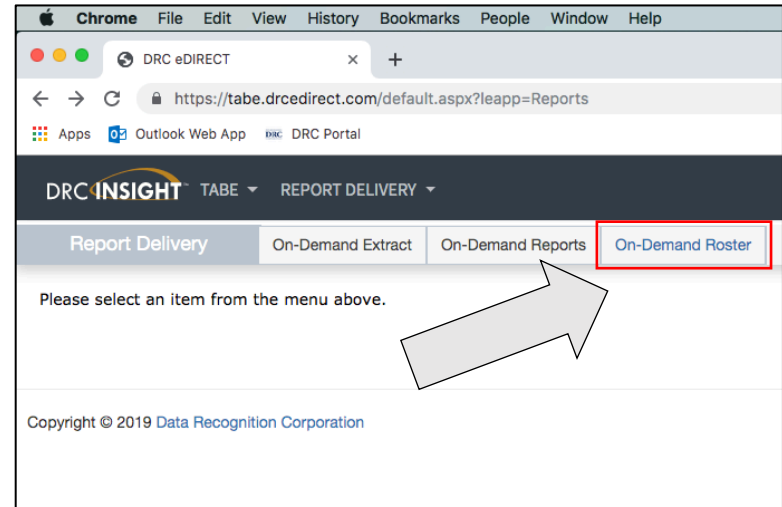 Chrome File Edit View History Bookmarks People Window Help
DRC eDIRECT × +
https://tabe.drcedirect.com/default.aspx?leapp=Reports
Apps Outlook Web App DRC DRC Portal
DRC INSIGHT TABE REPORT DELIVERY
Report Delivery On-Demand Extract On-Demand Reports On-Demand Roster
Please select an item from the menu above.
Copyright © 2019 Data Recognition Corporation